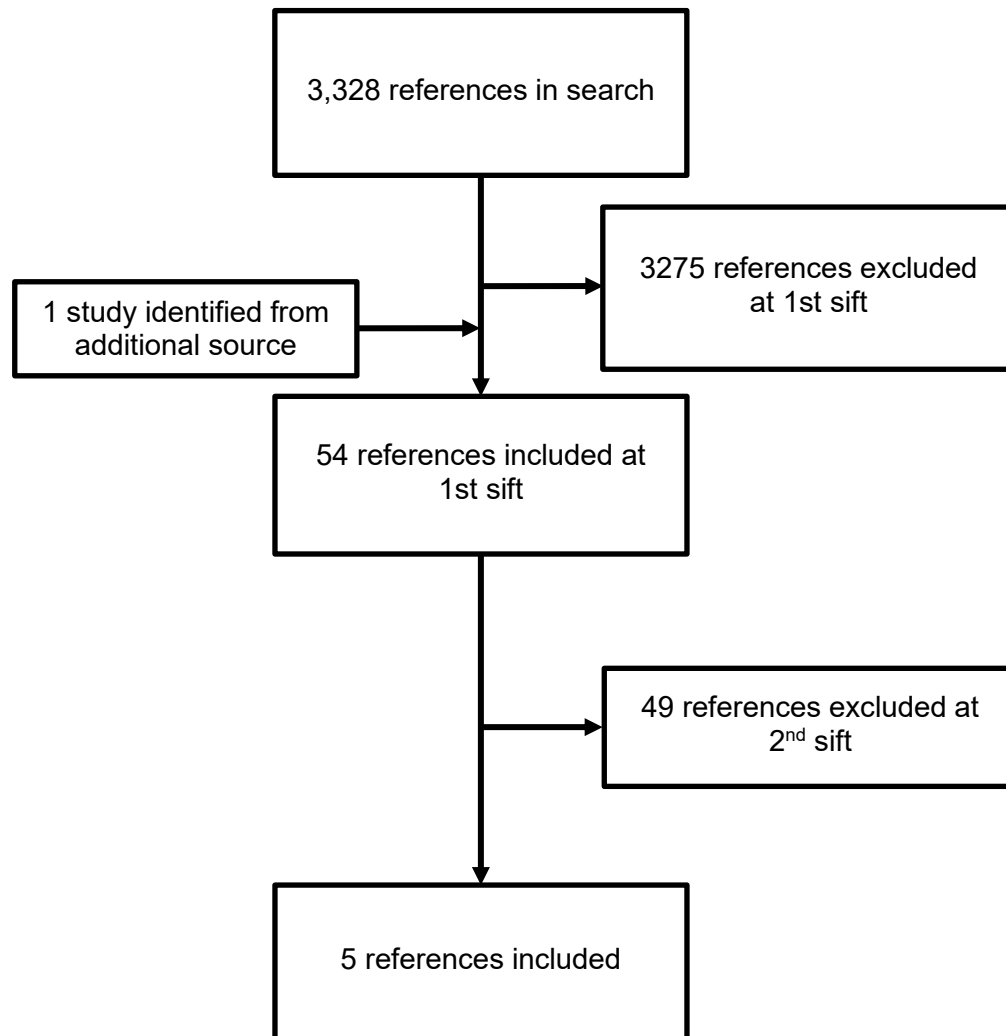 3,328 references in search
3275 references excluded
at 1st sift
1 study identified from
additional source
54 references included at
1st sift
49 references excluded at
2nd sift
5 references included